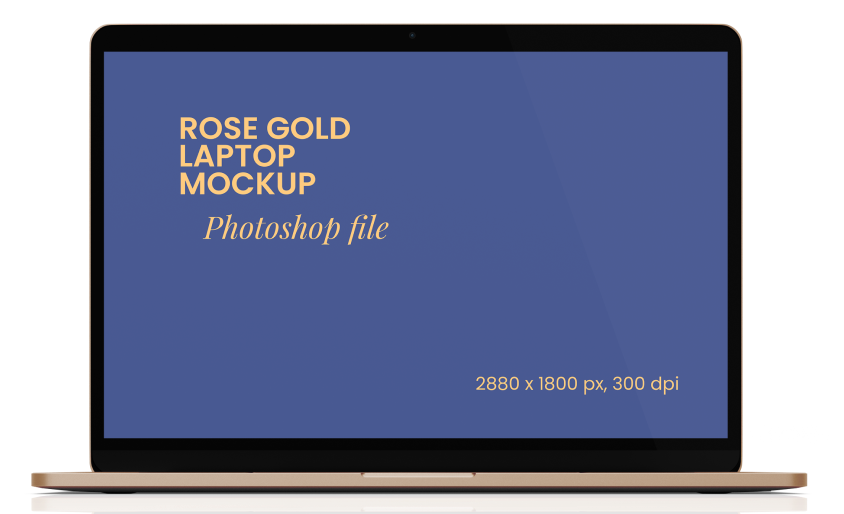 ROSE GOLD
LAPTOP
MOCKUP
Photoshop file
2880 x 1800 px, 300 dpi